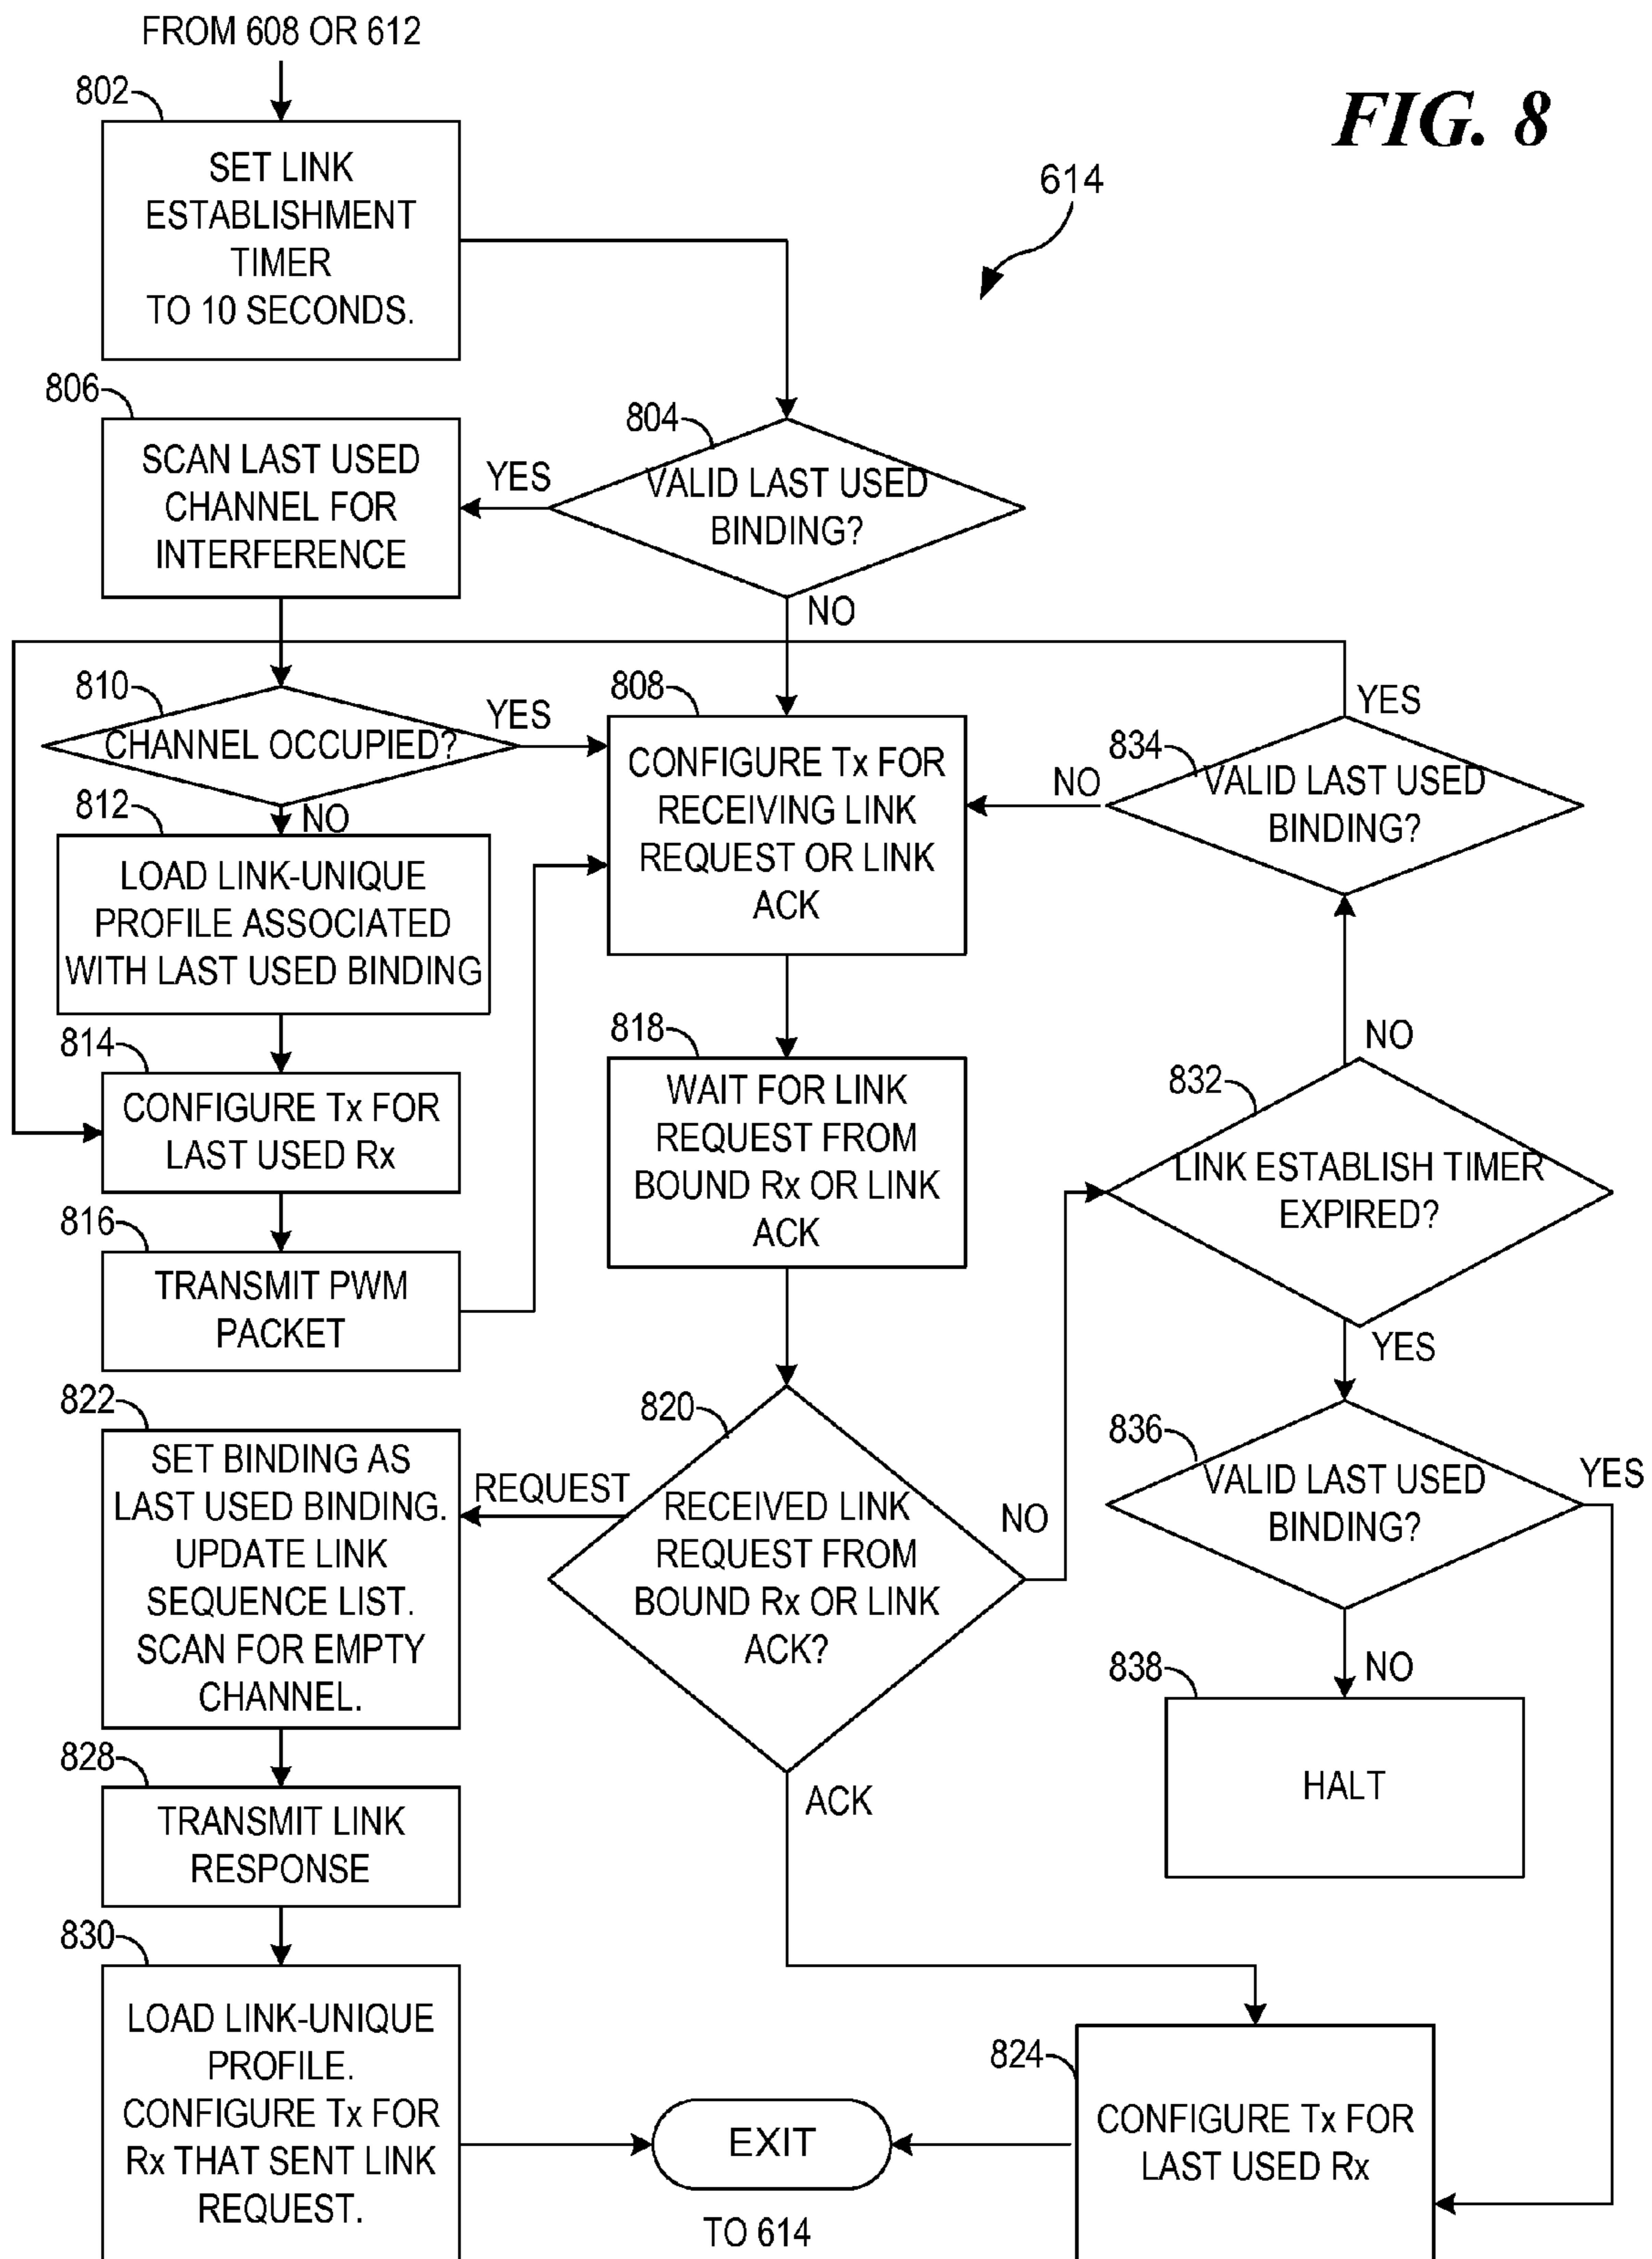 FROM 608 OR 612
FIG. 8
802
SET LINK
ESTABLISHMENT
TIMER
TO 10 SECONDS.
614
806
SCAN LAST USED
CHANNEL FOR
INTERFERENCE
YES
804
VALID LAST USED
BINDING?
NO
810
CHANNEL OCCUPIED?
YES
NO
808
CONFIGURE Tx FOR
RECEIVING LINK
REQUEST OR LINK
ACK
YES
834
VALID LAST USED
BINDING?
NO
812
LOAD LINK-UNIQUE
PROFILE ASSOCIATED
WITH LAST USED BINDING
814
CONFIGURE Tx FOR
LAST USED Rx
816
TRANSMIT PWM
PACKET
818
WAIT FOR LINK
REQUEST FROM
BOUND Rx OR LINK
ACK
NO
832
LINK ESTABLISH TIMER
EXPIRED?
YES
822
SET BINDING AS
LAST USED BINDING.
UPDATE LINK
SEQUENCE LIST.
SCAN FOR EMPTY
CHANNEL.
REQUEST
820
RECEIVED LINK
REQUEST FROM
BOUND Rx OR LINK
ACK?
NO
ACK
836
VALID LAST USED
BINDING?
YES
NO
838
HALT
828
TRANSMIT LINK
RESPONSE
830
LOAD LINK-UNIQUE
PROFILE.
CONFIGURE Tx FOR
Rx THAT SENT LINK
REQUEST.
EXIT
TO 614
824
CONFIGURE Tx FOR
LAST USED Rx